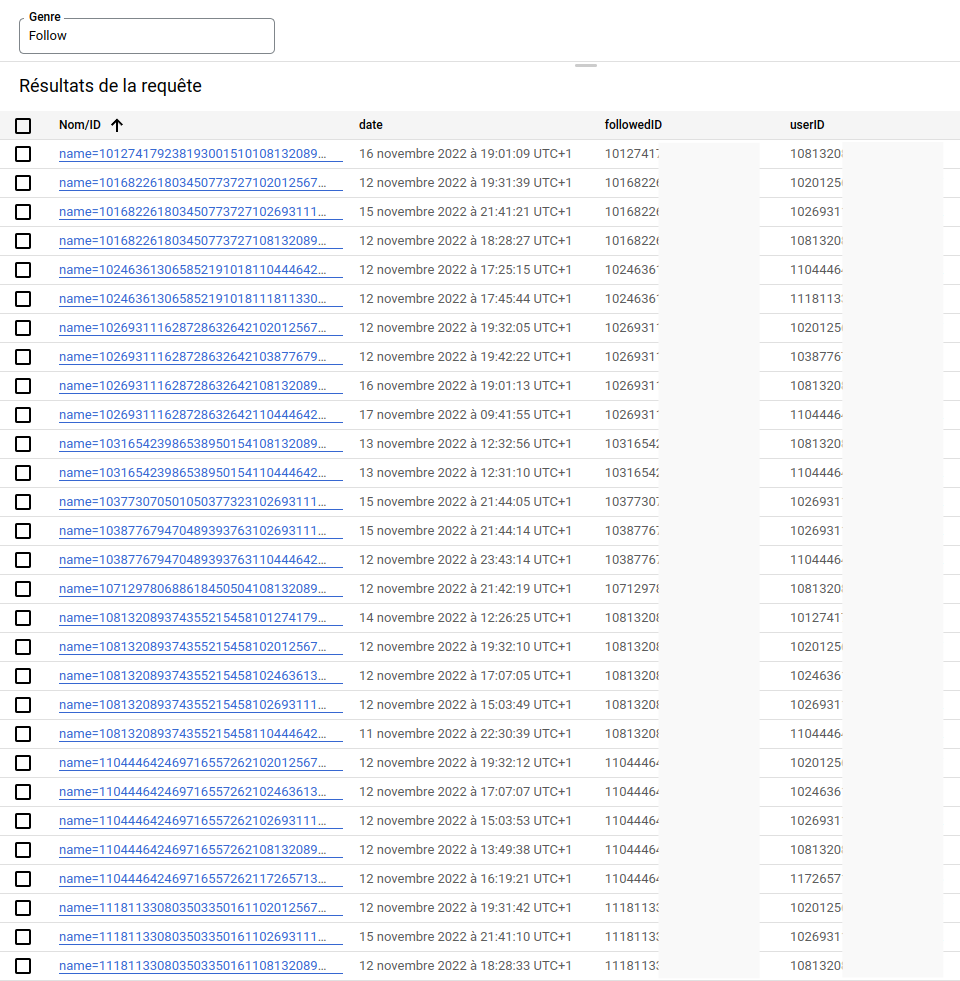 Genre
Follow
Résultats de la requête
Nom/ID date followedID userID
name=101274179238193001510108132089... 16 novembre 2022 à 19:01:09 UTC+1 10127417 1081320
name=101682261803450773727102012567... 12 novembre 2022 à 19:31:39 UTC+1 1016822 102012
name=101682261803450773727102693111... 15 novembre 2022 à 21:41:21 UTC+1 1016822 1026931
name=101682261803450773727108132089... 12 novembre 2022 à 18:28:27 UTC+1 1016822 1081320
name=102463613065852191018110444642... 12 novembre 2022 à 17:25:15 UTC+1 1024636 1104446
name=102463613065852191018111811330... 12 novembre 2022 à 17:45:44 UTC+1 1024636 1118113
name=102693111628728632642102012567... 12 novembre 2022 à 19:32:05 UTC+1 1026931 102012
name=102693111628728632642103877679... 12 novembre 2022 à 19:42:22 UTC+1 1026931 1038776
name=102693111628728632642108132089... 16 novembre 2022 à 19:01:13 UTC+1 1026931 1081320
name=102693111628728632642110444642... 17 novembre 2022 à 09:41:55 UTC+1 1026931 1104446
name=103165423986538950154108132089... 13 novembre 2022 à 12:32:56 UTC+1 10316542 1081320
name=103165423986538950154110444642... 13 novembre 2022 à 12:31:10 UTC+1 10316542 1104446
name=103773070501050377323102693111... 15 novembre 2022 à 21:44:05 UTC+1 10377307 1026931
name=103877679470489393763102693111... 15 novembre 2022 à 21:44:14 UTC+1 1038776 1026931
name=103877679470489393763110444642... 12 novembre 2022 à 23:43:14 UTC+1 1038776 1104446
name=107129780688618450504108132089... 12 novembre 2022 à 21:42:19 UTC+1 1071297 1081320
name=108132089374355215458101274179... 14 novembre 2022 à 12:26:25 UTC+1 1081320 1012741
name=108132089374355215458102012567... 12 novembre 2022 à 19:32:10 UTC+1 1081320 102012
name=108132089374355215458102463613... 12 novembre 2022 à 17:07:05 UTC+1 1081320 1024636
name=108132089374355215458102693111... 12 novembre 2022 à 15:03:49 UTC+1 1081320 1026931
name=108132089374355215458110444642... 11 novembre 2022 à 22:30:39 UTC+1 1081320 1104446
name=110444642469716557262102012567... 12 novembre 2022 à 19:32:12 UTC+1 1104446 102012
name=110444642469716557262102463613... 12 novembre 2022 à 17:07:07 UTC+1 1104446 1024636
name=110444642469716557262102693111... 12 novembre 2022 à 15:03:53 UTC+1 1104446 1026931
name=110444642469716557262108132089... 12 novembre 2022 à 13:49:38 UTC+1 1104446 1081320
name=110444642469716557262117265713... 12 novembre 2022 à 16:19:21 UTC+1 1104446 1172657
name=111811330803503350161102012567... 12 novembre 2022 à 19:31:42 UTC+1 1118113 102012
name=111811330803503350161102693111... 15 novembre 2022 à 21:41:10 UTC+1 1118113 1026931
name=111811330803503350161108132089... 12 novembre 2022 à 18:28:33 UTC+1 1118113 1081320